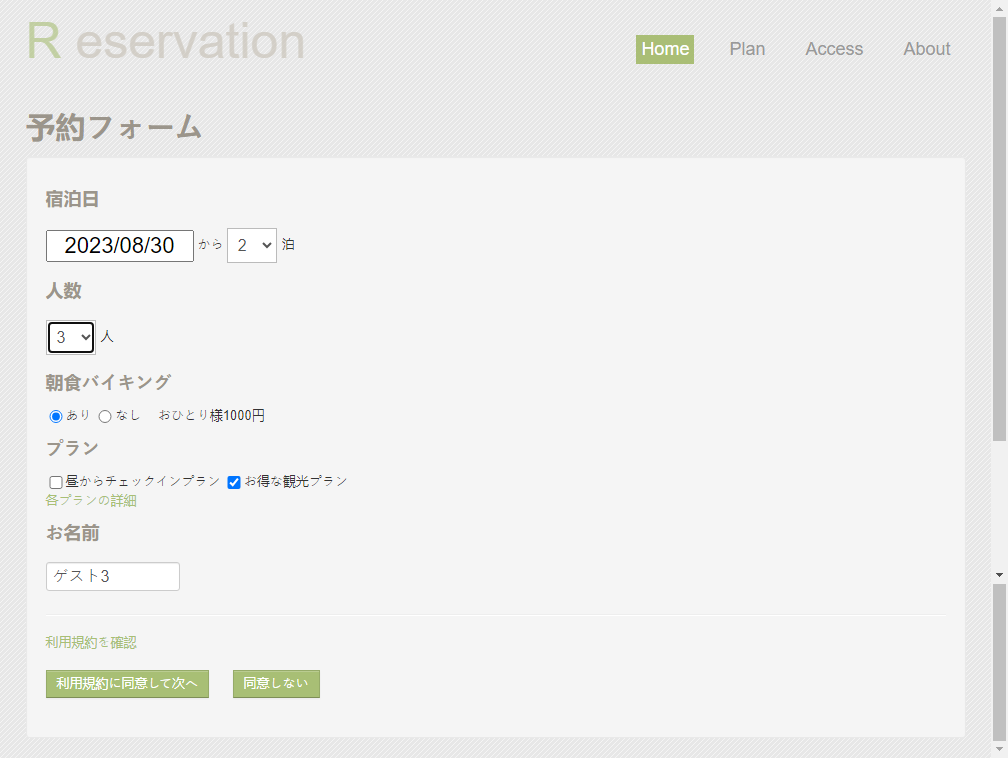 R eservation
Home Plan Access About
予約フォーム
宿泊日
2023/08/30 から 2 泊
人数
3 人
朝食バイキング
あり なし おひとり様1000円
プラン
昼からチェックインプラン お得な観光プラン
各プランの詳細
お名前
ゲスト3
利用規約を確認
利用規約に同意して次へ 同意しない